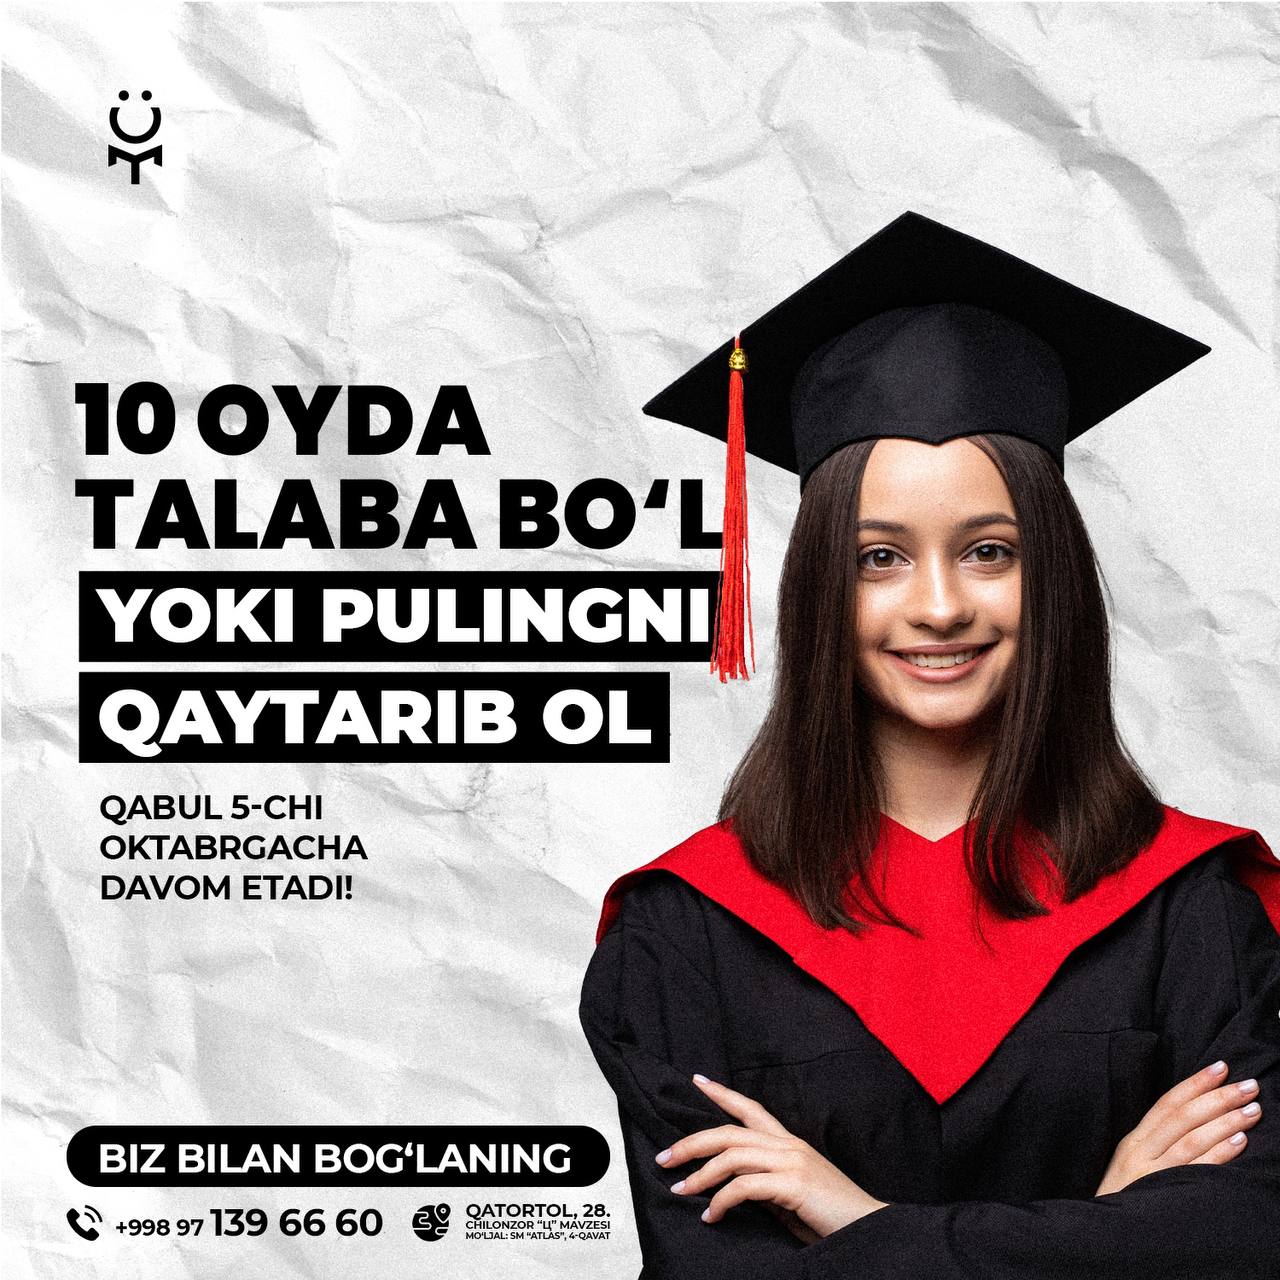 10 OYDA
TALABA BO‘L
YOKI PULINGNI
QAYTARIB OL
QABUL 5-CHI
OKTABRGACHA
DAVOM ETADI!
BIZ BILAN BOG‘LANING
+998 97 139 66 60
QATORTOL, 28.
CHILONZOR “Ц” MAVZESI
MO‘LJAL: SM “ATLAS”, 4-QAVAT